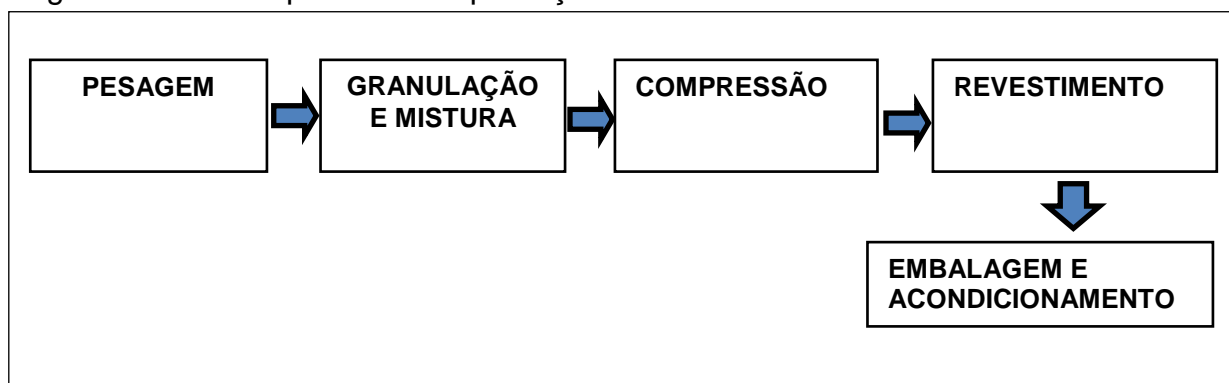 PESAGEM
GRANULAÇÃO
E MISTURA
COMPRESSÃO
REVESTIMENTO
EMBALAGEM E
ACONDICIONAMENTO